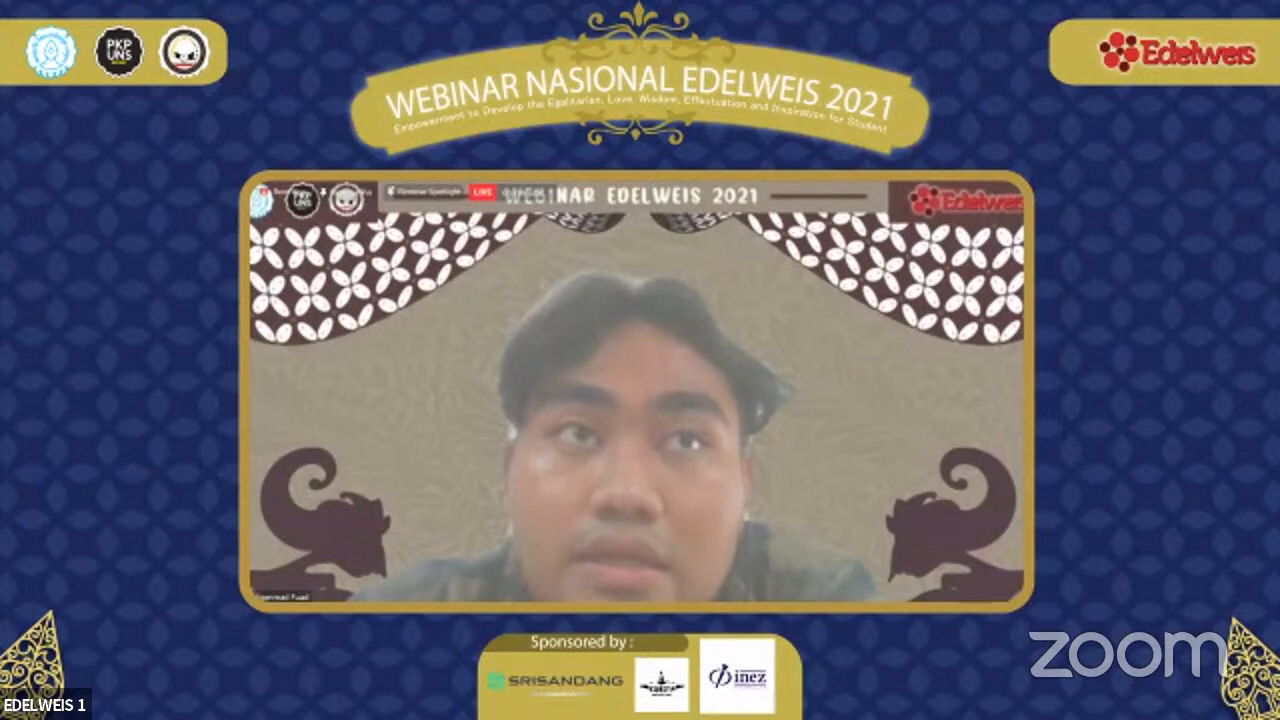 PKP
UNS
Edelweis
WEBINAR NASIONAL EDELWEIS 2021
Empowerment to Develop the Egalitarian, Love, Wisdom, Effectuation and Inspiration for Student
LIVE
WEBINAR EDELWEIS 2021
Edelweis
Sponsored by :
SRISANDANG
inez
zoom
EDELWEIS 1